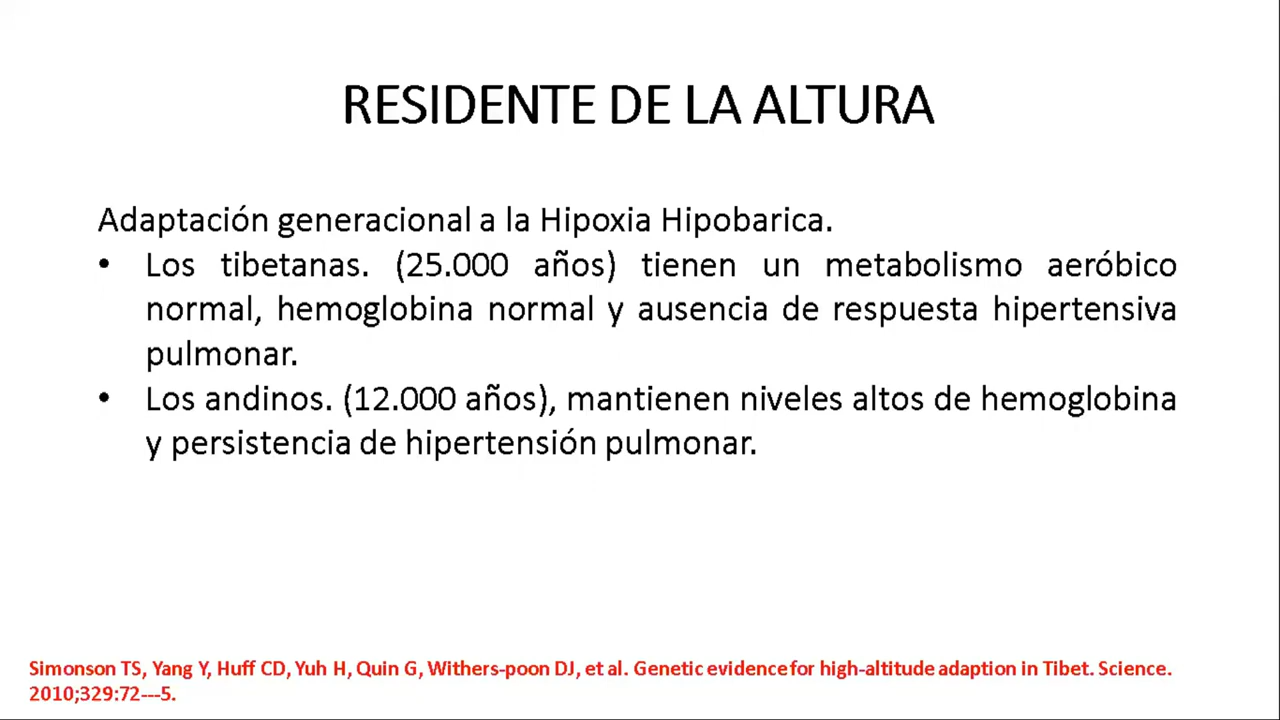 RESIDENTE DE LA ALTURA
Adaptación generacional a la Hipoxia Hipobarica.
• Los tibetanas. (25.000 años) tienen un metabolismo aeróbico
normal, hemoglobina normal y ausencia de respuesta hipertensiva
pulmonar.
• Los andinos. (12.000 años), mantienen niveles altos de hemoglobina
y persistencia de hipertensión pulmonar.
Simonson TS, Yang Y, Huff CD, Yuh H, Quin G, Withers-poon DJ, et al. Genetic evidence for high-altitude adaption in Tibet. Science.
2010;329:72---5.